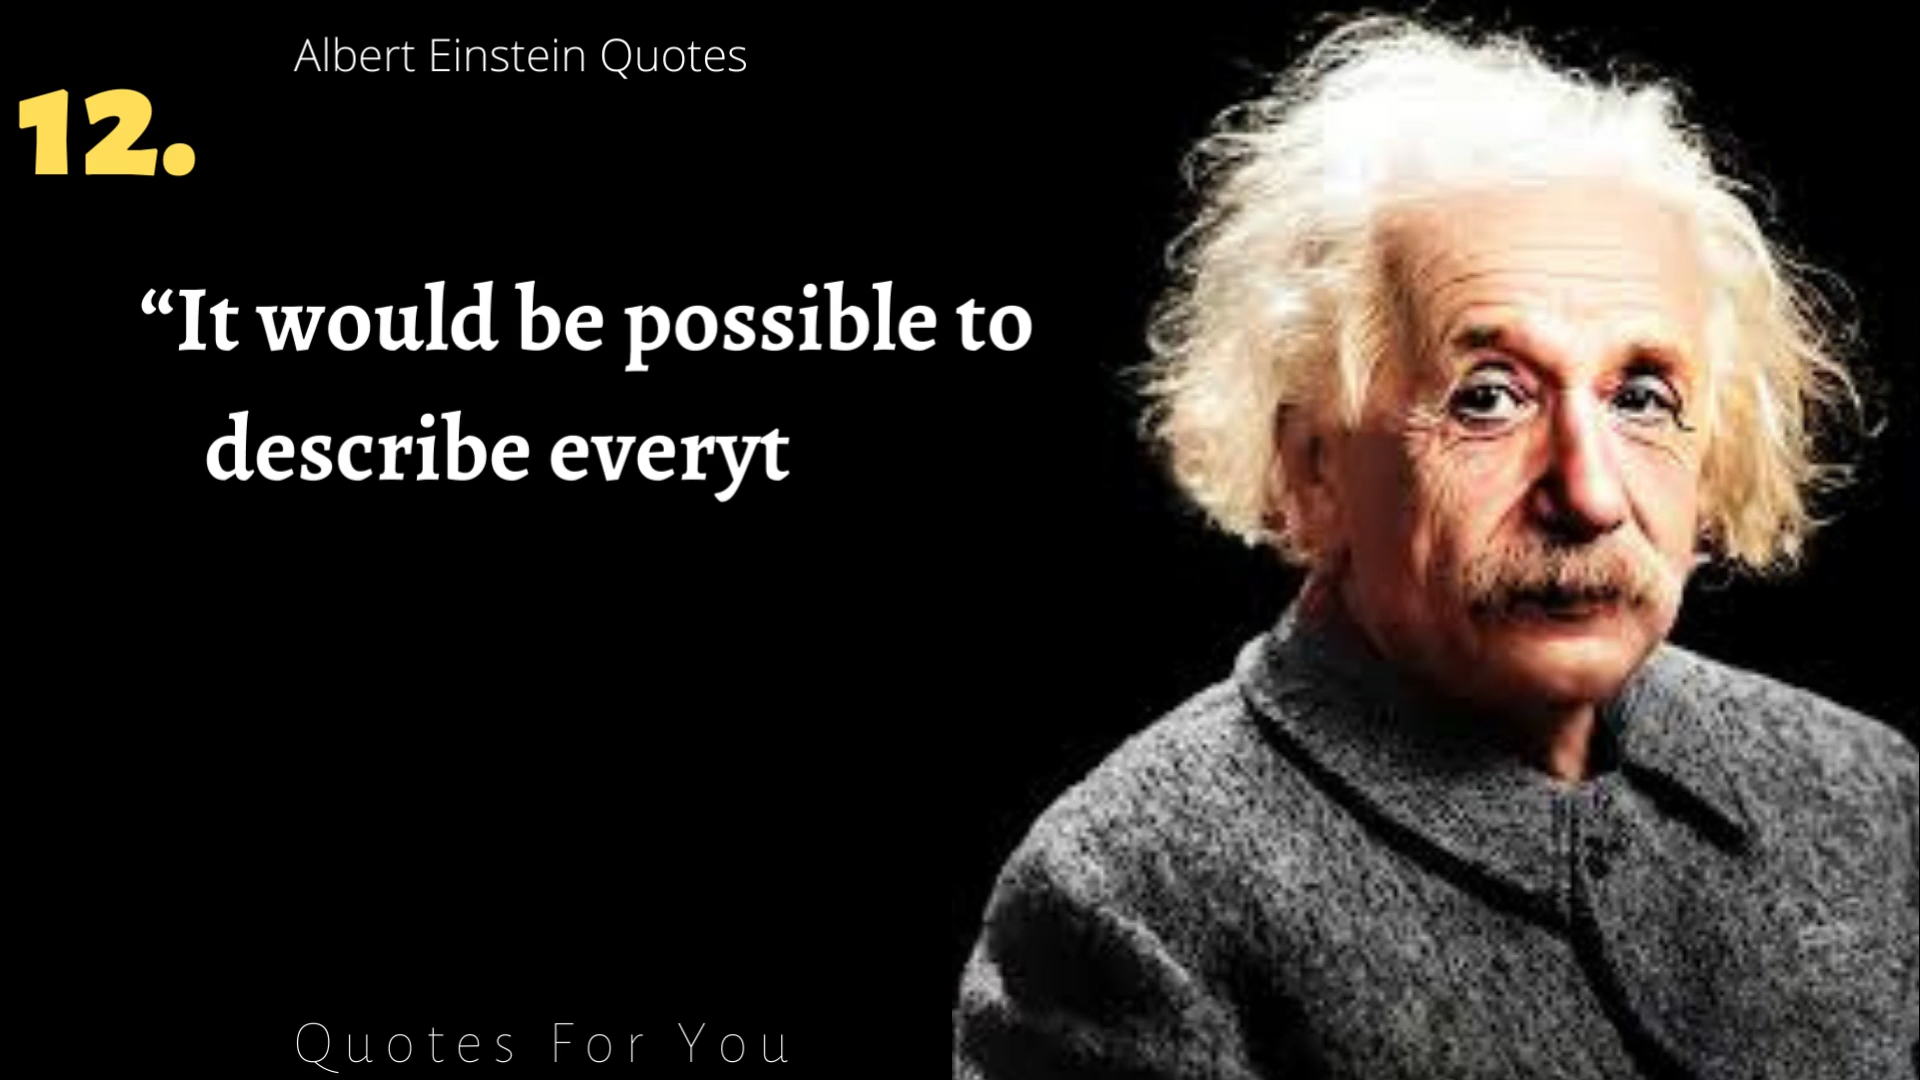 Albert Einstein Quotes
12.
“It would be possible to
describe everyt
Quotes For You